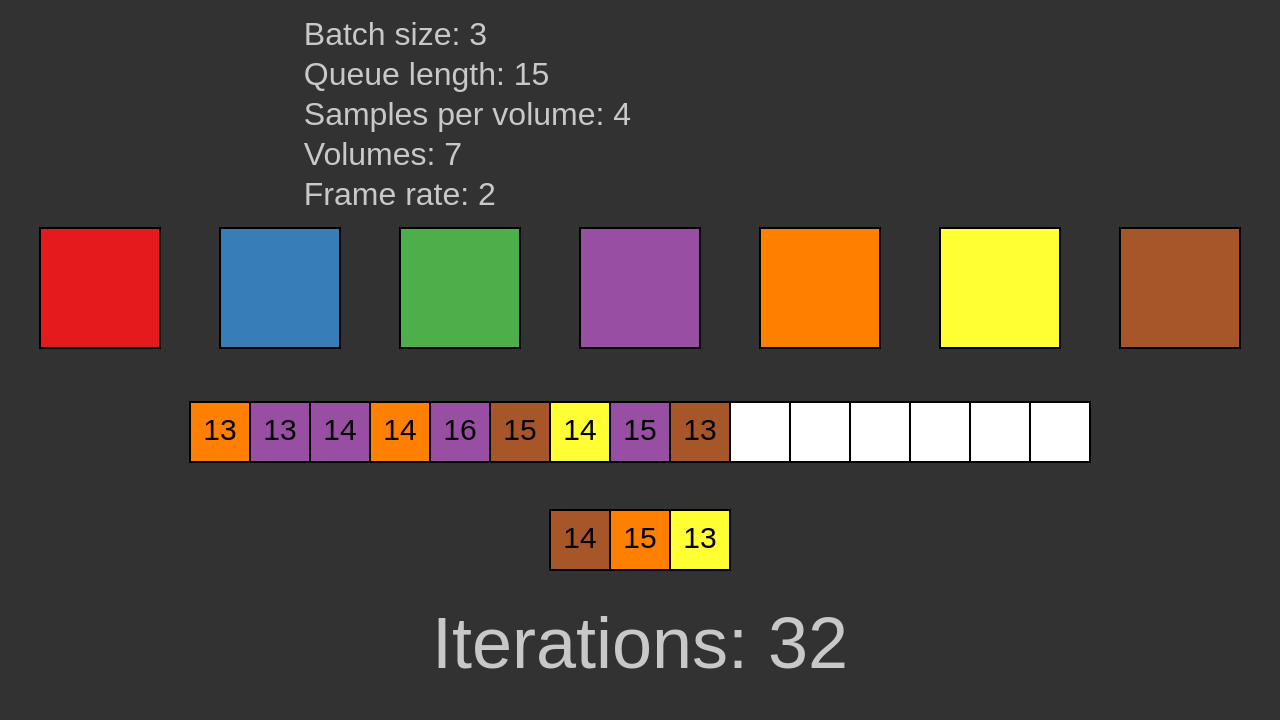 Batch size: 3
Queue length: 15
Samples per volume: 4
Volumes: 7
Frame rate: 2
13 13 14 14 16 15 14 15 13
14 15 13
Iterations: 32